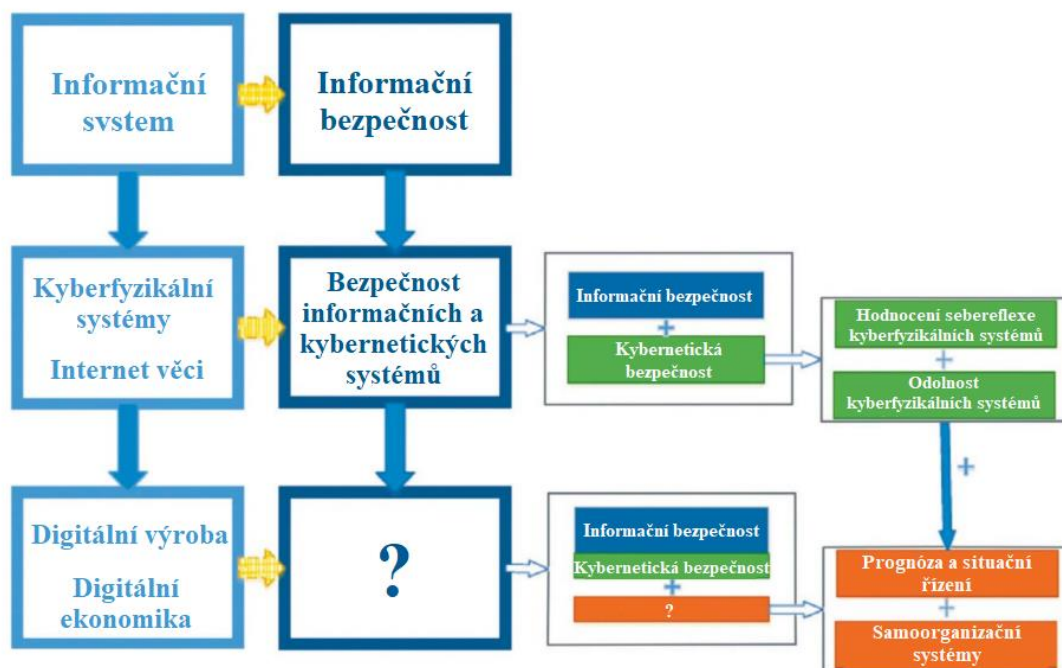 Informační
svstem
Informační
bezpečnost
Kyberfyzikální
systémy
Internet věci
Bezpečnost
informačních a
kybernetických
systémů
Informační bezpečnost
+
Kybernetická
bezpečnost
Hodnocení sebereflexe
kyberfyzikálních systémů
+
Odolnost
kyberfyzikálních systémů
+
Digitální výroba
Digitální
ekonomika
?
Informační bezpečnost
Kybernetická bezpečnost
+
?
Prognóza a situační
řízení
+
Samoorganizační
systémy